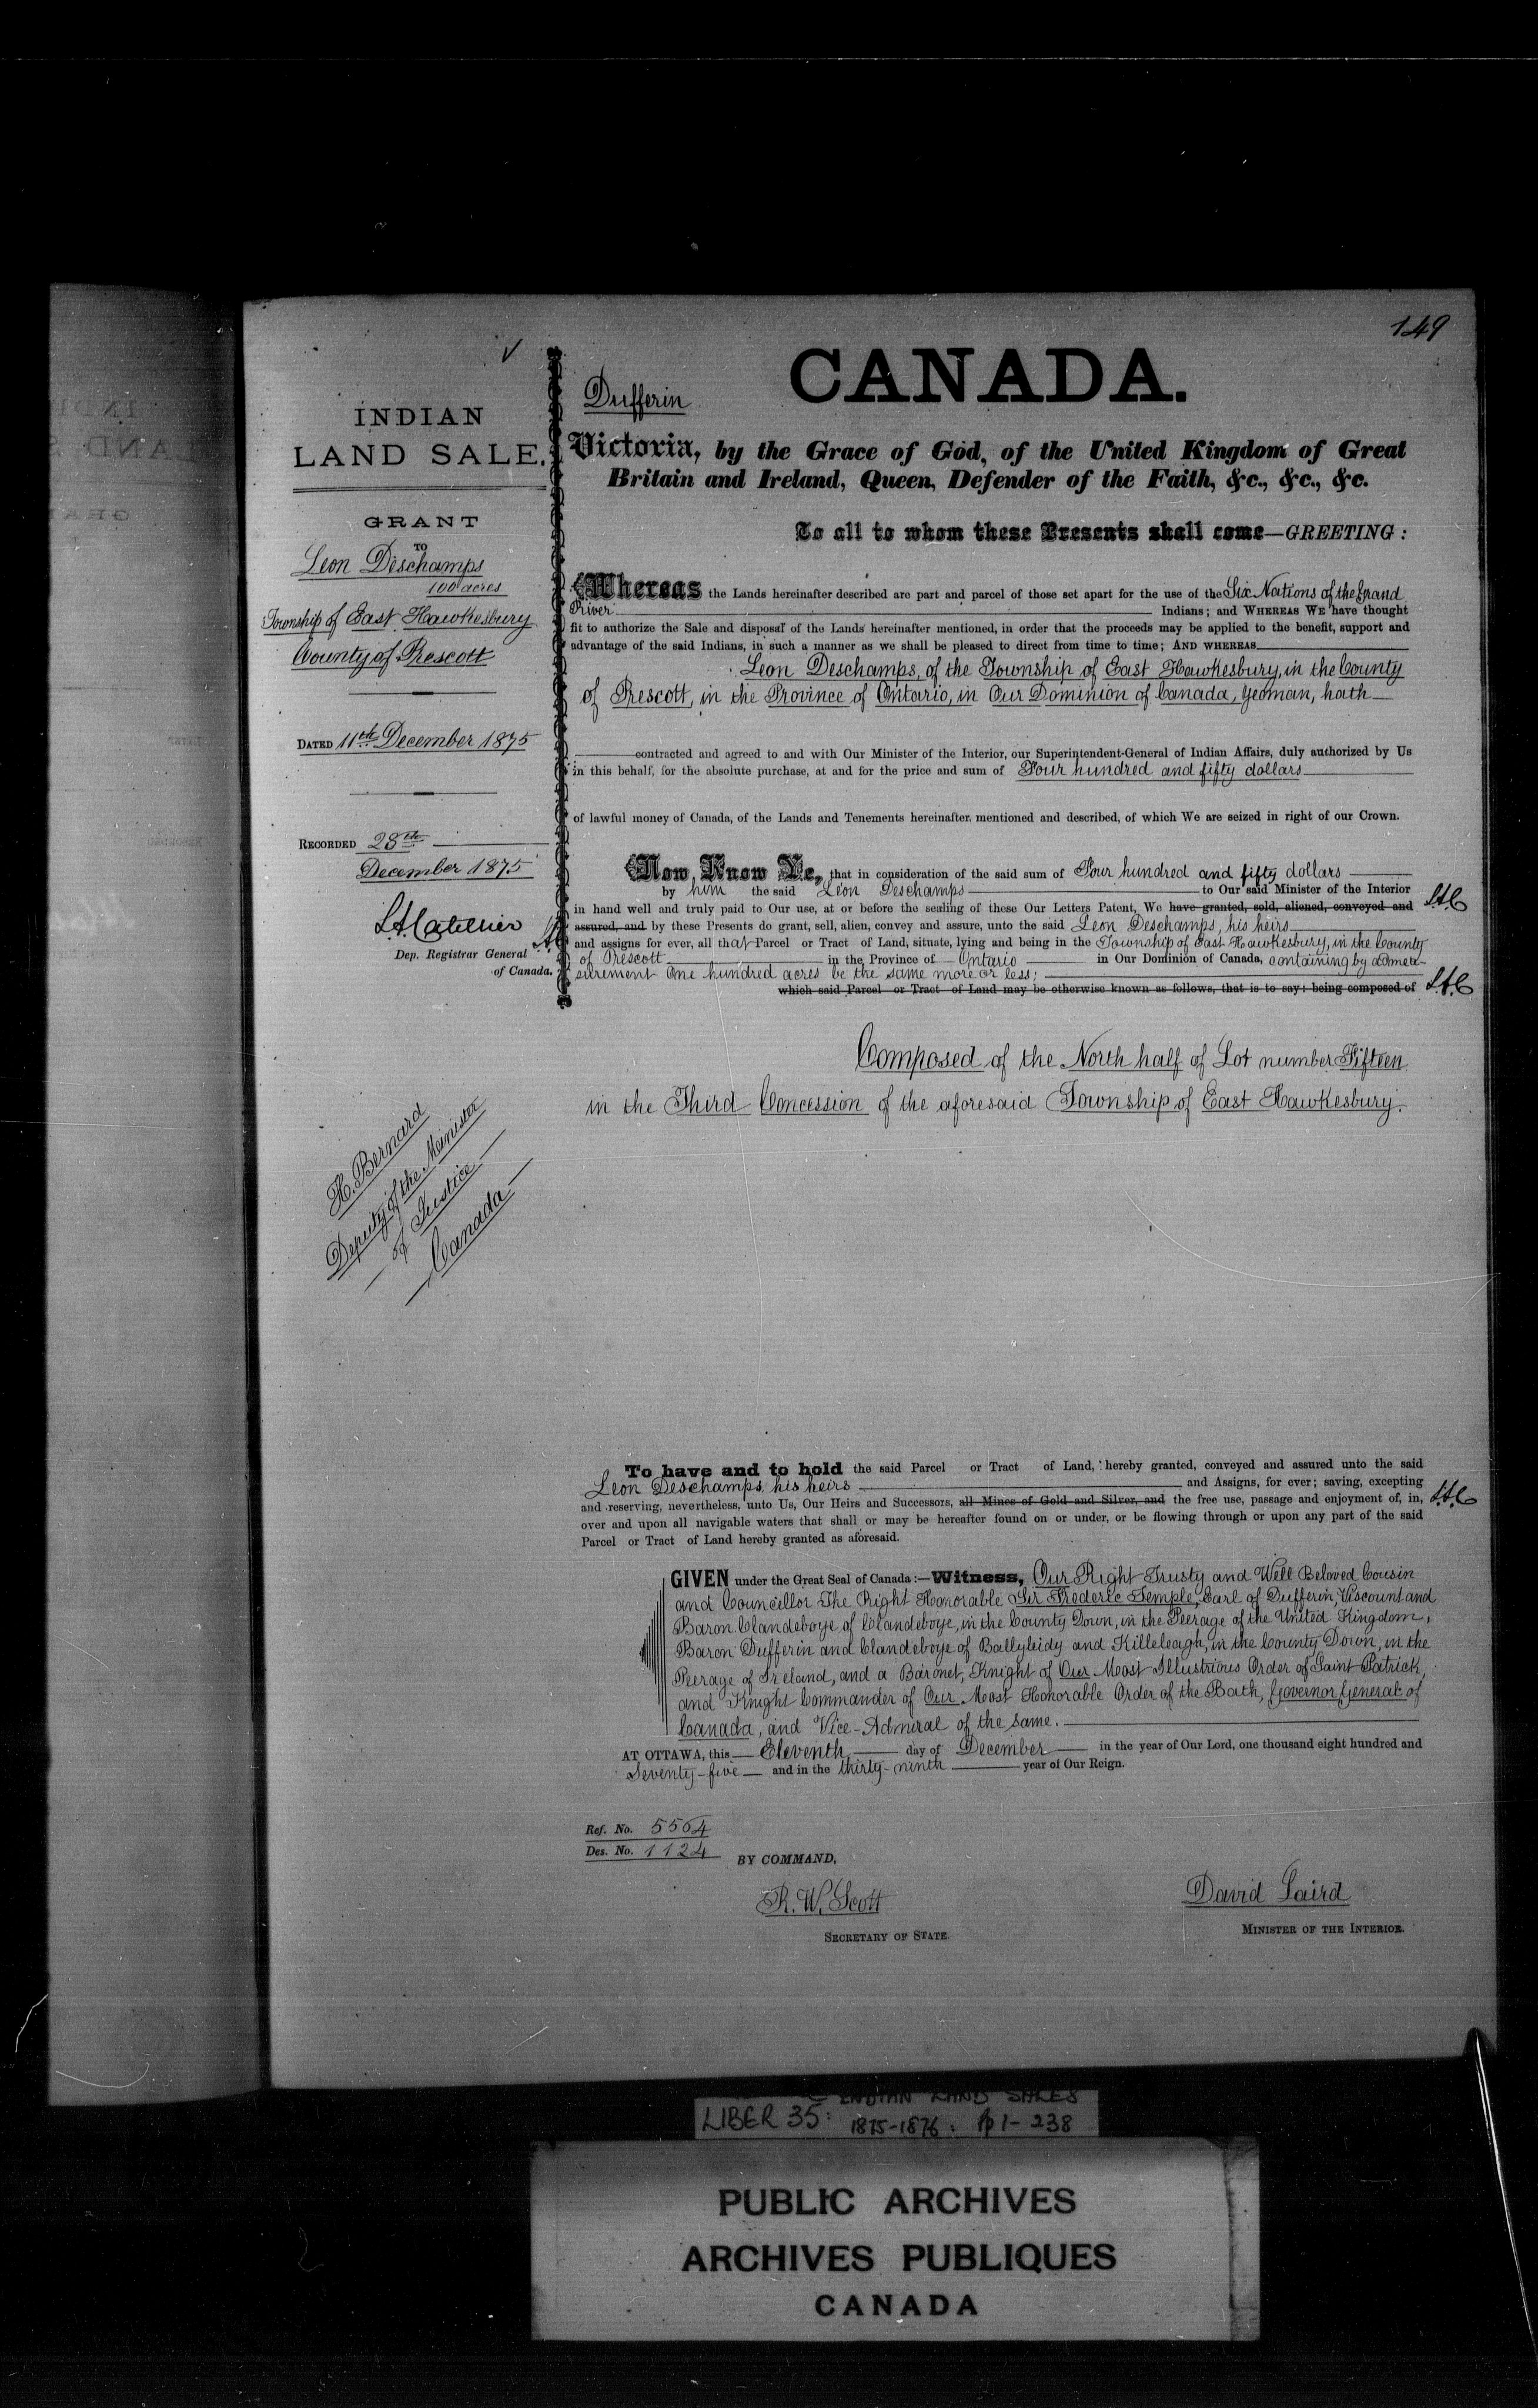 149
CANADA.
Dufferin
INDIAN
LAND SALE.
GRANT
TO
Leon Deschamps
100 acres
Township of East Hawkesbury
County of Prescott
DATED 11th December 1875
RECORDED 28th
December 1875
L.A. Catellier
Dep. Registrar General
of Canada.
H. Bernard
Deputy of the Minister
of Justice
Canada
Victoria, by the Grace of God, of the United Kingdom of Great
Britain and Ireland, Queen, Defender of the Faith, &c., &c., &c.
To all to whom these Presents shall come—GREETING:
Whereas the Lands hereinafter described are part and parcel of those set apart for the use of the Six Nations of the Grand
River Indians; and WHEREAS WE have thought
fit to authorize the Sale and disposal of the Lands hereinafter mentioned, in order that the proceeds may be applied to the benefit, support and
advantage of the said Indians, in such a manner as we shall be pleased to direct from time to time; AND WHEREAS
Leon Deschamps, of the Township of East Hawkesbury, in the County
of Prescott, in the Province of Ontario, in Our Dominion of Canada, Yeoman, hath
contracted and agreed to and with Our Minister of the Interior, our Superintendent-General of Indian Affairs, duly authorized by Us
in this behalf, for the absolute purchase, at and for the price and sum of Four hundred and fifty dollars
of lawful money of Canada, of the Lands and Tenements hereinafter mentioned and described, of which We are seized in right of our Crown.
Now Know Ye, that in consideration of the said sum of Four hundred and fifty dollars
by him the said Leon Deschamps to Our said Minister of the Interior
in hand well and truly paid to Our use, at or before the sealing of these Our Letters Patent, We have granted, sold, aliened, conveyed and L.A.C
assured, and by these Presents do grant, sell, alien, convey and assure, unto the said Leon Deschamps, his heirs
and assigns for ever, all that Parcel or Tract of Land, situate, lying and being in the Township of East Hawkesbury, in the County
of Prescott in the Province of Ontario in Our Dominion of Canada, containing by admea-
surement One hundred acres be the same more or less;
which said Parcel or Tract of Land may be otherwise known as follows, that is to say: being composed of L.A.C
Composed of the North half of Lot number Fifteen
in the Third Concession of the aforesaid Township of East Hawkesbury.
To have and to hold the said Parcel or Tract of Land, hereby granted, conveyed and assured unto the said
Leon Deschamps, his heirs and Assigns, for ever; saving, excepting
and reserving, nevertheless, unto Us, Our Heirs and Successors, all Mines of Gold and Silver, and the free use, passage and enjoyment of, in, L.A.C
over and upon all navigable waters that shall or may be hereafter found on or under, or be flowing through or upon any part of the said
Parcel or Tract of Land hereby granted as aforesaid.
GIVEN under the Great Seal of Canada:—Witness, Our Right Trusty and Well Beloved Cousin
and Councillor The Right Honorable Sir Frederic Temple, Earl of Dufferin, Viscount and
Baron Clandeboye of Clandeboye, in the County Down, in the Peerage of the United Kingdom,
Baron Dufferin and Clandeboye of Ballyleidy and Killeleagh, in the County Down, in the
Peerage of Ireland, and a Baronet, Knight of Our Most Illustrious Order of Saint Patrick,
and Knight Commander of Our Most Honorable Order of the Bath, Governor General of
Canada, and Vice-Admiral of the same.
AT OTTAWA, this Eleventh day of December in the year of Our Lord, one thousand eight hundred and
Seventy-five and in the thirty-ninth year of Our Reign.
Ref. No. 5564
Des. No. 1124
BY COMMAND,
R. W. Scott
SECRETARY OF STATE.
David Laird
MINISTER OF THE INTERIOR.
INDIAN LAND SALES
LIBER 35: 1875-1876. pp 1-238
PUBLIC ARCHIVES
ARCHIVES PUBLIQUES
CANADA